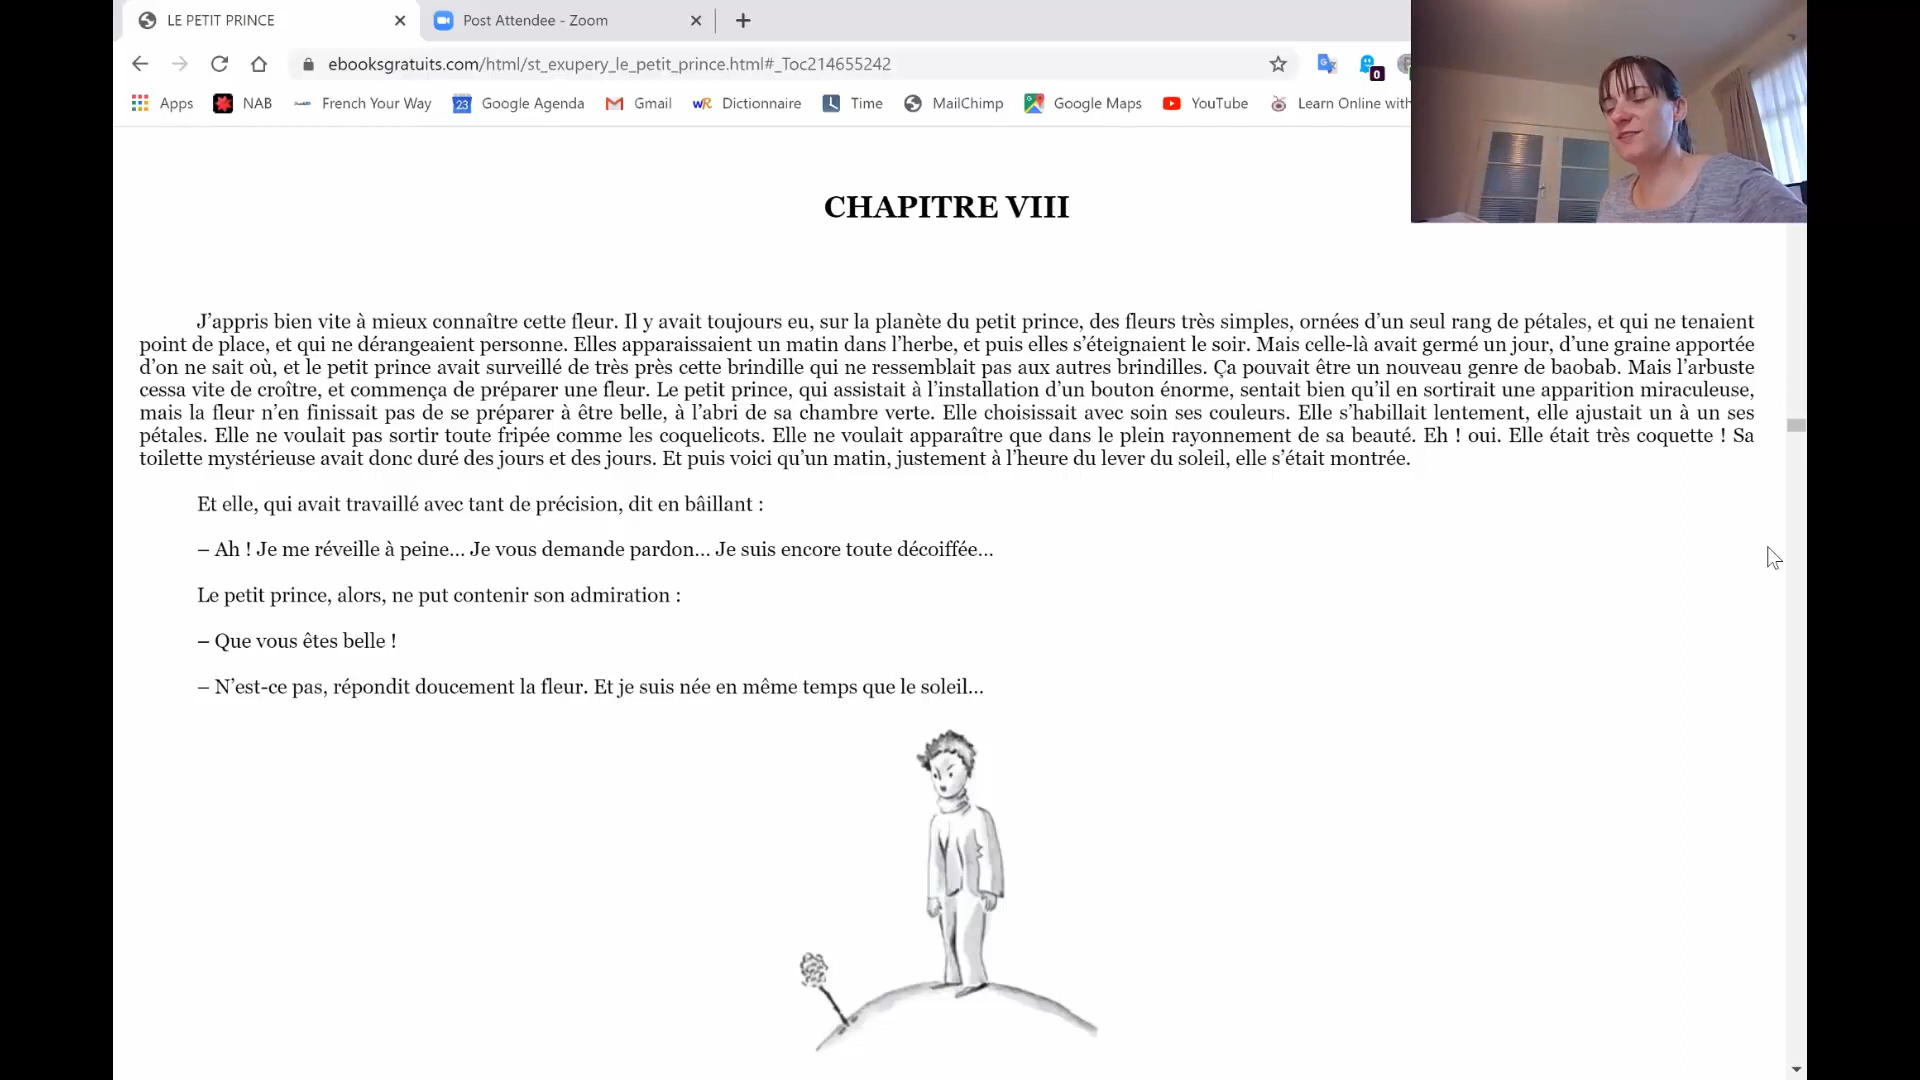 LE PETIT PRINCE
Post Attendee - Zoom
ebooksgratuits.com/html/st_exupery_le_petit_prince.html#_Toc214655242
0
Apps
NAB
French Your Way
23
Google Agenda
Gmail
WR Dictionnaire
Time
MailChimp
Google Maps
YouTube
Learn Online with
CHAPITRE VIII
J’appris bien vite à mieux connaître cette fleur. Il y avait toujours eu, sur la planète du petit prince, des fleurs très simples, ornées d’un seul rang de pétales, et qui ne tenaient
point de place, et qui ne dérangeaient personne. Elles apparaissaient un matin dans l’herbe, et puis elles s’éteignaient le soir. Mais celle-là avait germé un jour, d’une graine apportée
d’on ne sait où, et le petit prince avait surveillé de très près cette brindille qui ne ressemblait pas aux autres brindilles. Ça pouvait être un nouveau genre de baobab. Mais l’arbuste
cessa vite de croître, et commença de préparer une fleur. Le petit prince, qui assistait à l’installation d’un bouton énorme, sentait bien qu’il en sortirait une apparition miraculeuse,
mais la fleur n’en finissait pas de se préparer à être belle, à l’abri de sa chambre verte. Elle choisissait avec soin ses couleurs. Elle s’habillait lentement, elle ajustait un à un ses
pétales. Elle ne voulait pas sortir toute fripée comme les coquelicots. Elle ne voulait apparaître que dans le plein rayonnement de sa beauté. Eh ! oui. Elle était très coquette ! Sa
toilette mystérieuse avait donc duré des jours et des jours. Et puis voici qu’un matin, justement à l’heure du lever du soleil, elle s’était montrée.
Et elle, qui avait travaillé avec tant de précision, dit en bâillant :
– Ah ! Je me réveille à peine… Je vous demande pardon… Je suis encore toute décoiffée…
Le petit prince, alors, ne put contenir son admiration :
– Que vous êtes belle !
– N’est-ce pas, répondit doucement la fleur. Et je suis née en même temps que le soleil…